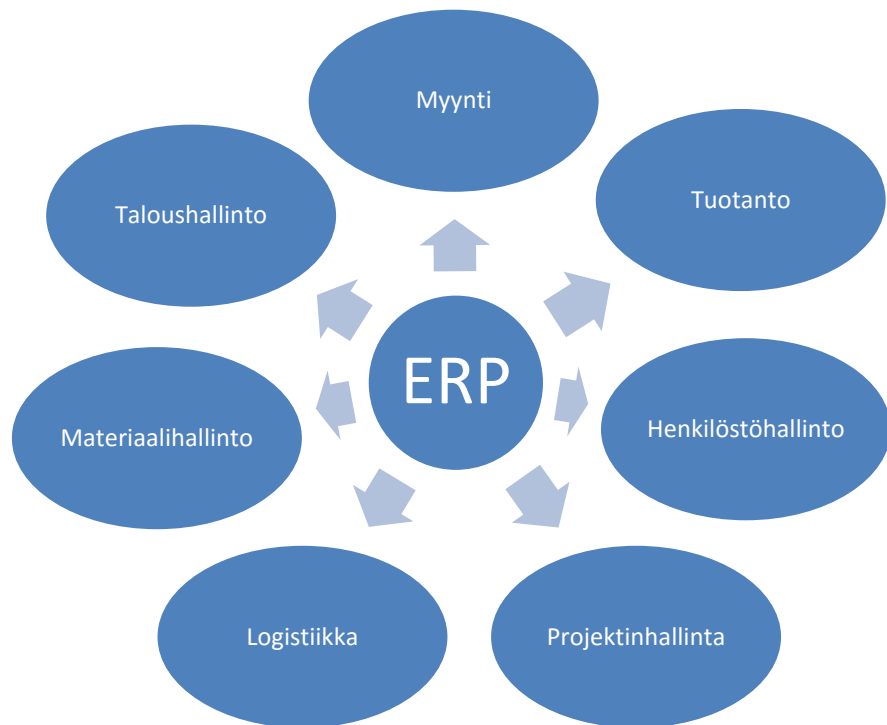 Myynti
Tuotanto
Taloushallinto
ERP
Henkilöstöhallinto
Materiaalihallinto
Logistiikka
Projektinhallinta